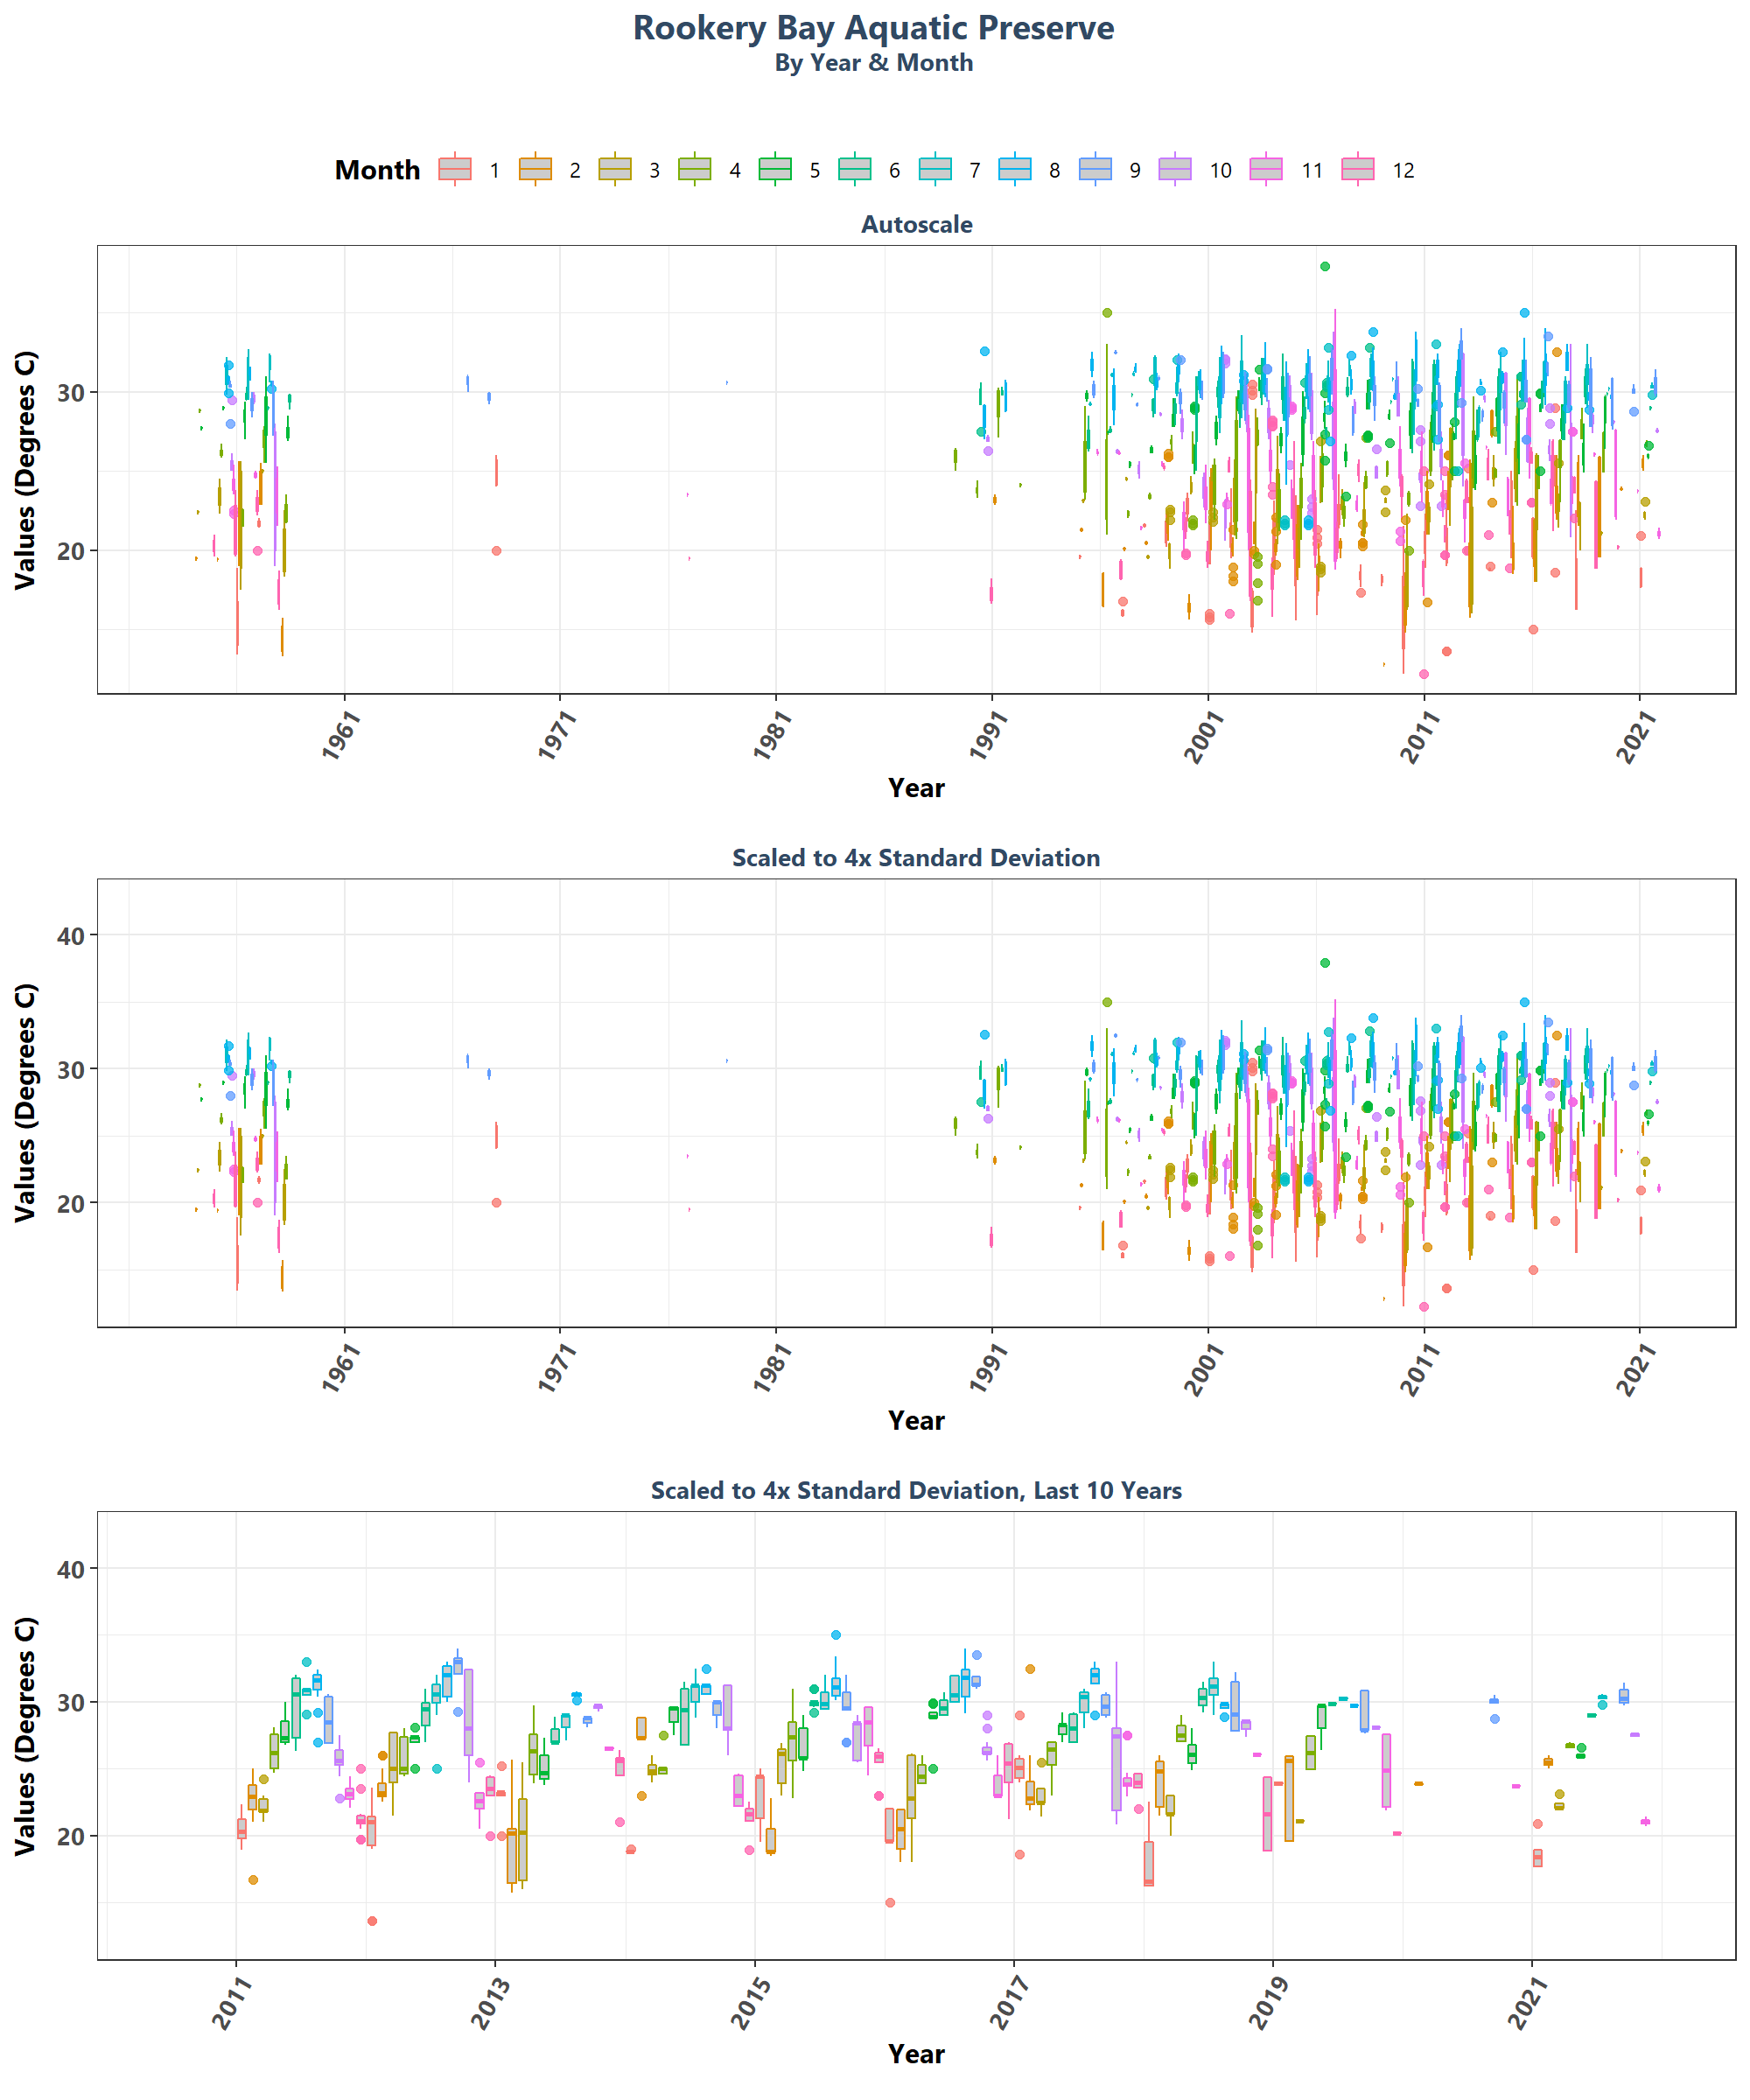 Rookery Bay Aquatic Preserve
By Year & Month
Month 1 2 3 4 5 6 7 8 9 10 11 12
Autoscale
Values (Degrees C)
30
20
1961 1971 1981 1991 2001 2011 2021
Year
Scaled to 4x Standard Deviation
Values (Degrees C)
40
30
20
1961 1971 1981 1991 2001 2011 2021
Year
Scaled to 4x Standard Deviation, Last 10 Years
Values (Degrees C)
40
30
20
2011 2013 2015 2017 2019 2021
Year